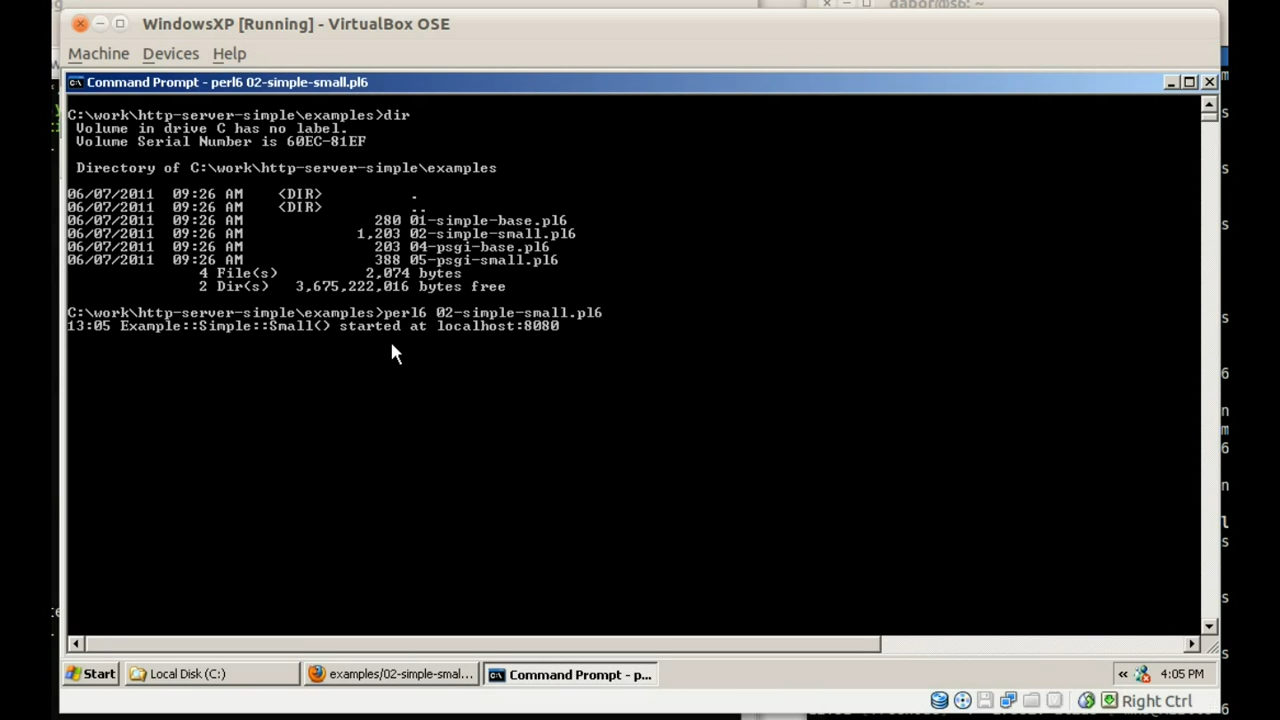 gabor@s6: ~
WindowsXP [Running] - VirtualBox OSE
Machine Devices Help
Command Prompt - perl6 02-simple-small.pl6
C:\work\http-server-simple\examples>dir
Volume in drive C has no label.
Volume Serial Number is 60EC-81EF
Directory of C:\work\http-server-simple\examples
06/07/2011 09:26 AM <DIR> .
06/07/2011 09:26 AM <DIR> ..
06/07/2011 09:26 AM 280 01-simple-base.pl6
06/07/2011 09:26 AM 1,203 02-simple-small.pl6
06/07/2011 09:26 AM 203 04-psgi-base.pl6
06/07/2011 09:26 AM 388 05-psgi-small.pl6
4 File(s) 2,074 bytes
2 Dir(s) 3,675,222,016 bytes free
C:\work\http-server-simple\examples>perl6 02-simple-small.pl6
13:05 Example::Simple::Small() started at localhost:8080
Start Local Disk (C:) examples/02-simple-smal... Command Prompt - p... « 4:05 PM
Right Ctrl